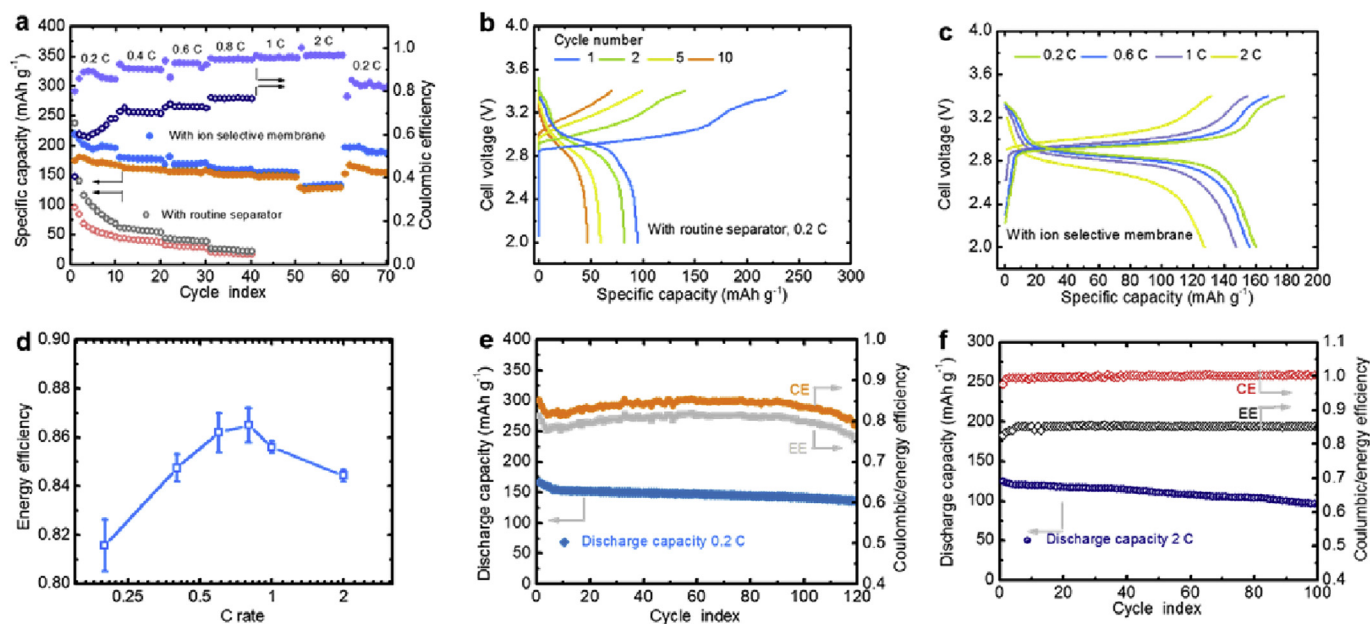 a
400
350
300
250
200
150
100
50
0
Specific capacity (mAh g⁻¹)
0.2 C
0.4 C
0.6 C
0.8 C
1 C
2 C
0.2 C
With ion selective membrane
With routine separator
1.0
0.8
0.6
0.4
0.2
0.0
Coulombic efficiency
0 10 20 30 40 50 60 70
Cycle index
b
4.0
3.6
3.2
2.8
2.4
2.0
Cell voltage (V)
Cycle number
1 2 5 10
With routine separator, 0.2 C
0 50 100 150 200 250 300
Specific capacity (mAh g⁻¹)
c
4.0
3.6
3.2
2.8
2.4
2.0
Cell voltage (V)
0.2 C 0.6 C 1 C 2 C
With ion selective membrane
0 20 40 60 80 100 120 140 160 180 200
Specific capacity (mAh g⁻¹)
d
0.90
0.88
0.86
0.84
0.82
0.80
Energy efficiency
0.25 0.5 1 2
C rate
e
400
350
300
250
200
150
100
50
0
Discharge capacity (mAh g⁻¹)
CE
EE
Discharge capacity 0.2 C
1.0
0.9
0.8
0.7
0.6
0.5
0.4
Coulombic/energy efficiency
0 20 40 60 80 100 120
Cycle index
f
300
250
200
150
100
50
0
Discharge capacity (mAh g⁻¹)
CE
EE
Discharge capacity 2 C
1.1
1.0
0.9
0.8
0.7
0.6
0.5
0.4
Coulumbic/energy efficiency
0 20 40 60 80 100
Cycle index